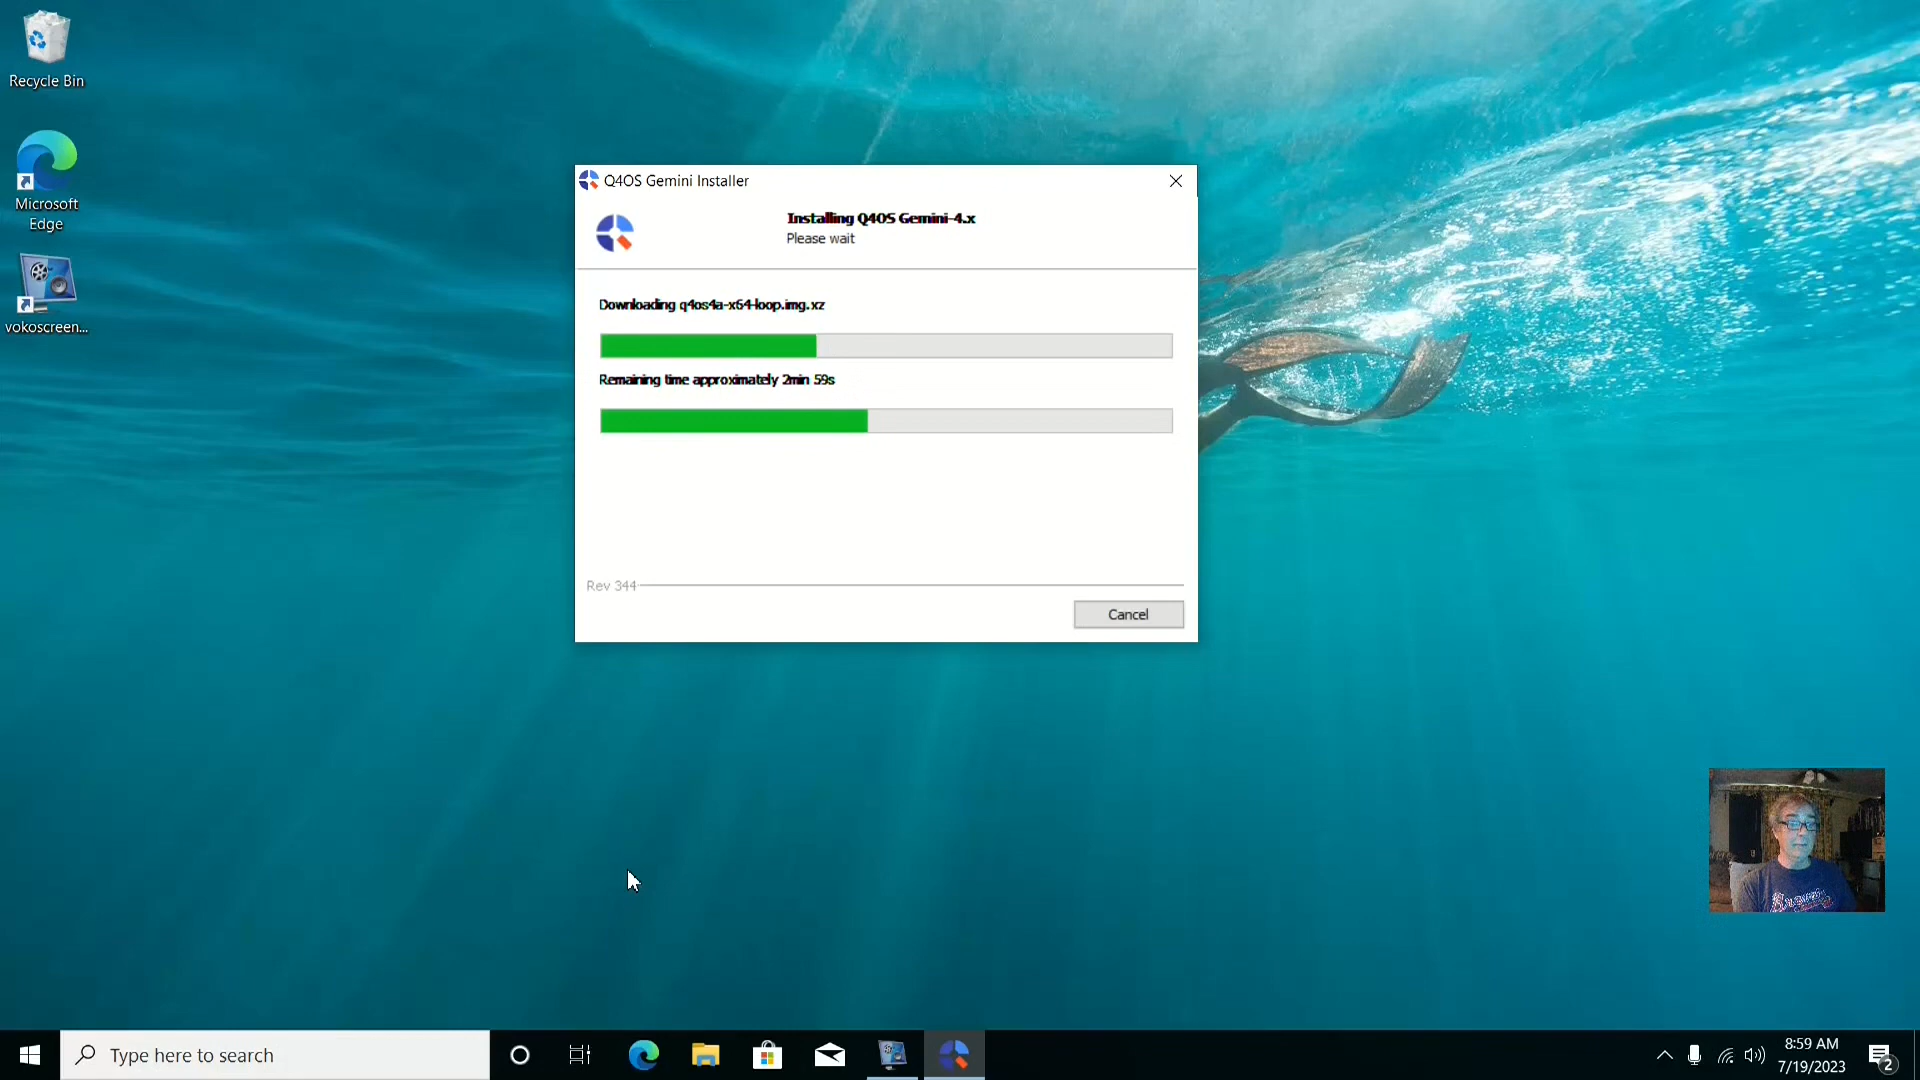 Recycle Bin
Microsoft
Edge
vokoscreen...
Q4OS Gemini Installer
Installing Q4OS Gemini-4.x
Please wait
Downloading q4os4a-x64-loop.img.xz
Remaining time approximately 2min 59s
Rev 344
Cancel
Type here to search
8:59 AM
7/19/2023
2